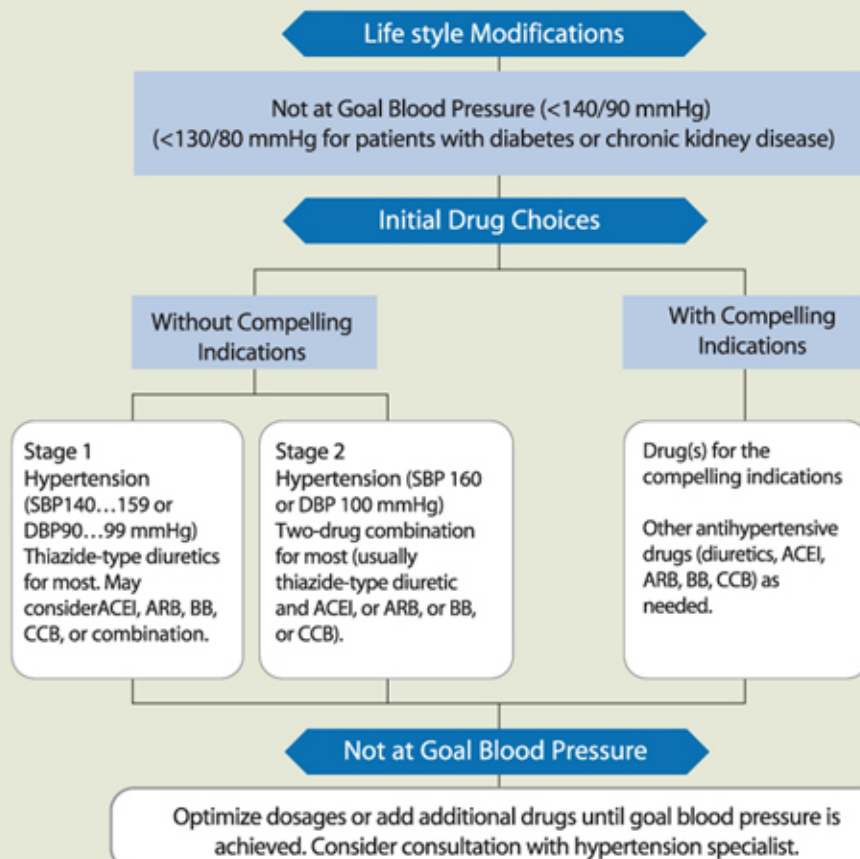 Life style Modifications
Not at Goal Blood Pressure (<140/90 mmHg)
(<130/80 mmHg for patients with diabetes or chronic kidney disease)
Initial Drug Choices
Without Compelling
Indications
With Compelling
Indications
Stage 1
Hypertension
(SBP140...159 or
DBP90...99 mmHg)
Thiazide-type diuretics
for most. May
considerACEI, ARB, BB,
CCB, or combination.
Stage 2
Hypertension (SBP 160
or DBP 100 mmHg)
Two-drug combination
for most (usually
thiazide-type diuretic
and ACEI, or ARB, or BB,
or CCB).
Drug(s) for the
compelling indications
Other antihypertensive
drugs (diuretics, ACEI,
ARB, BB, CCB) as
needed.
Not at Goal Blood Pressure
Optimize dosages or add additional drugs until goal blood pressure is
achieved. Consider consultation with hypertension specialist.